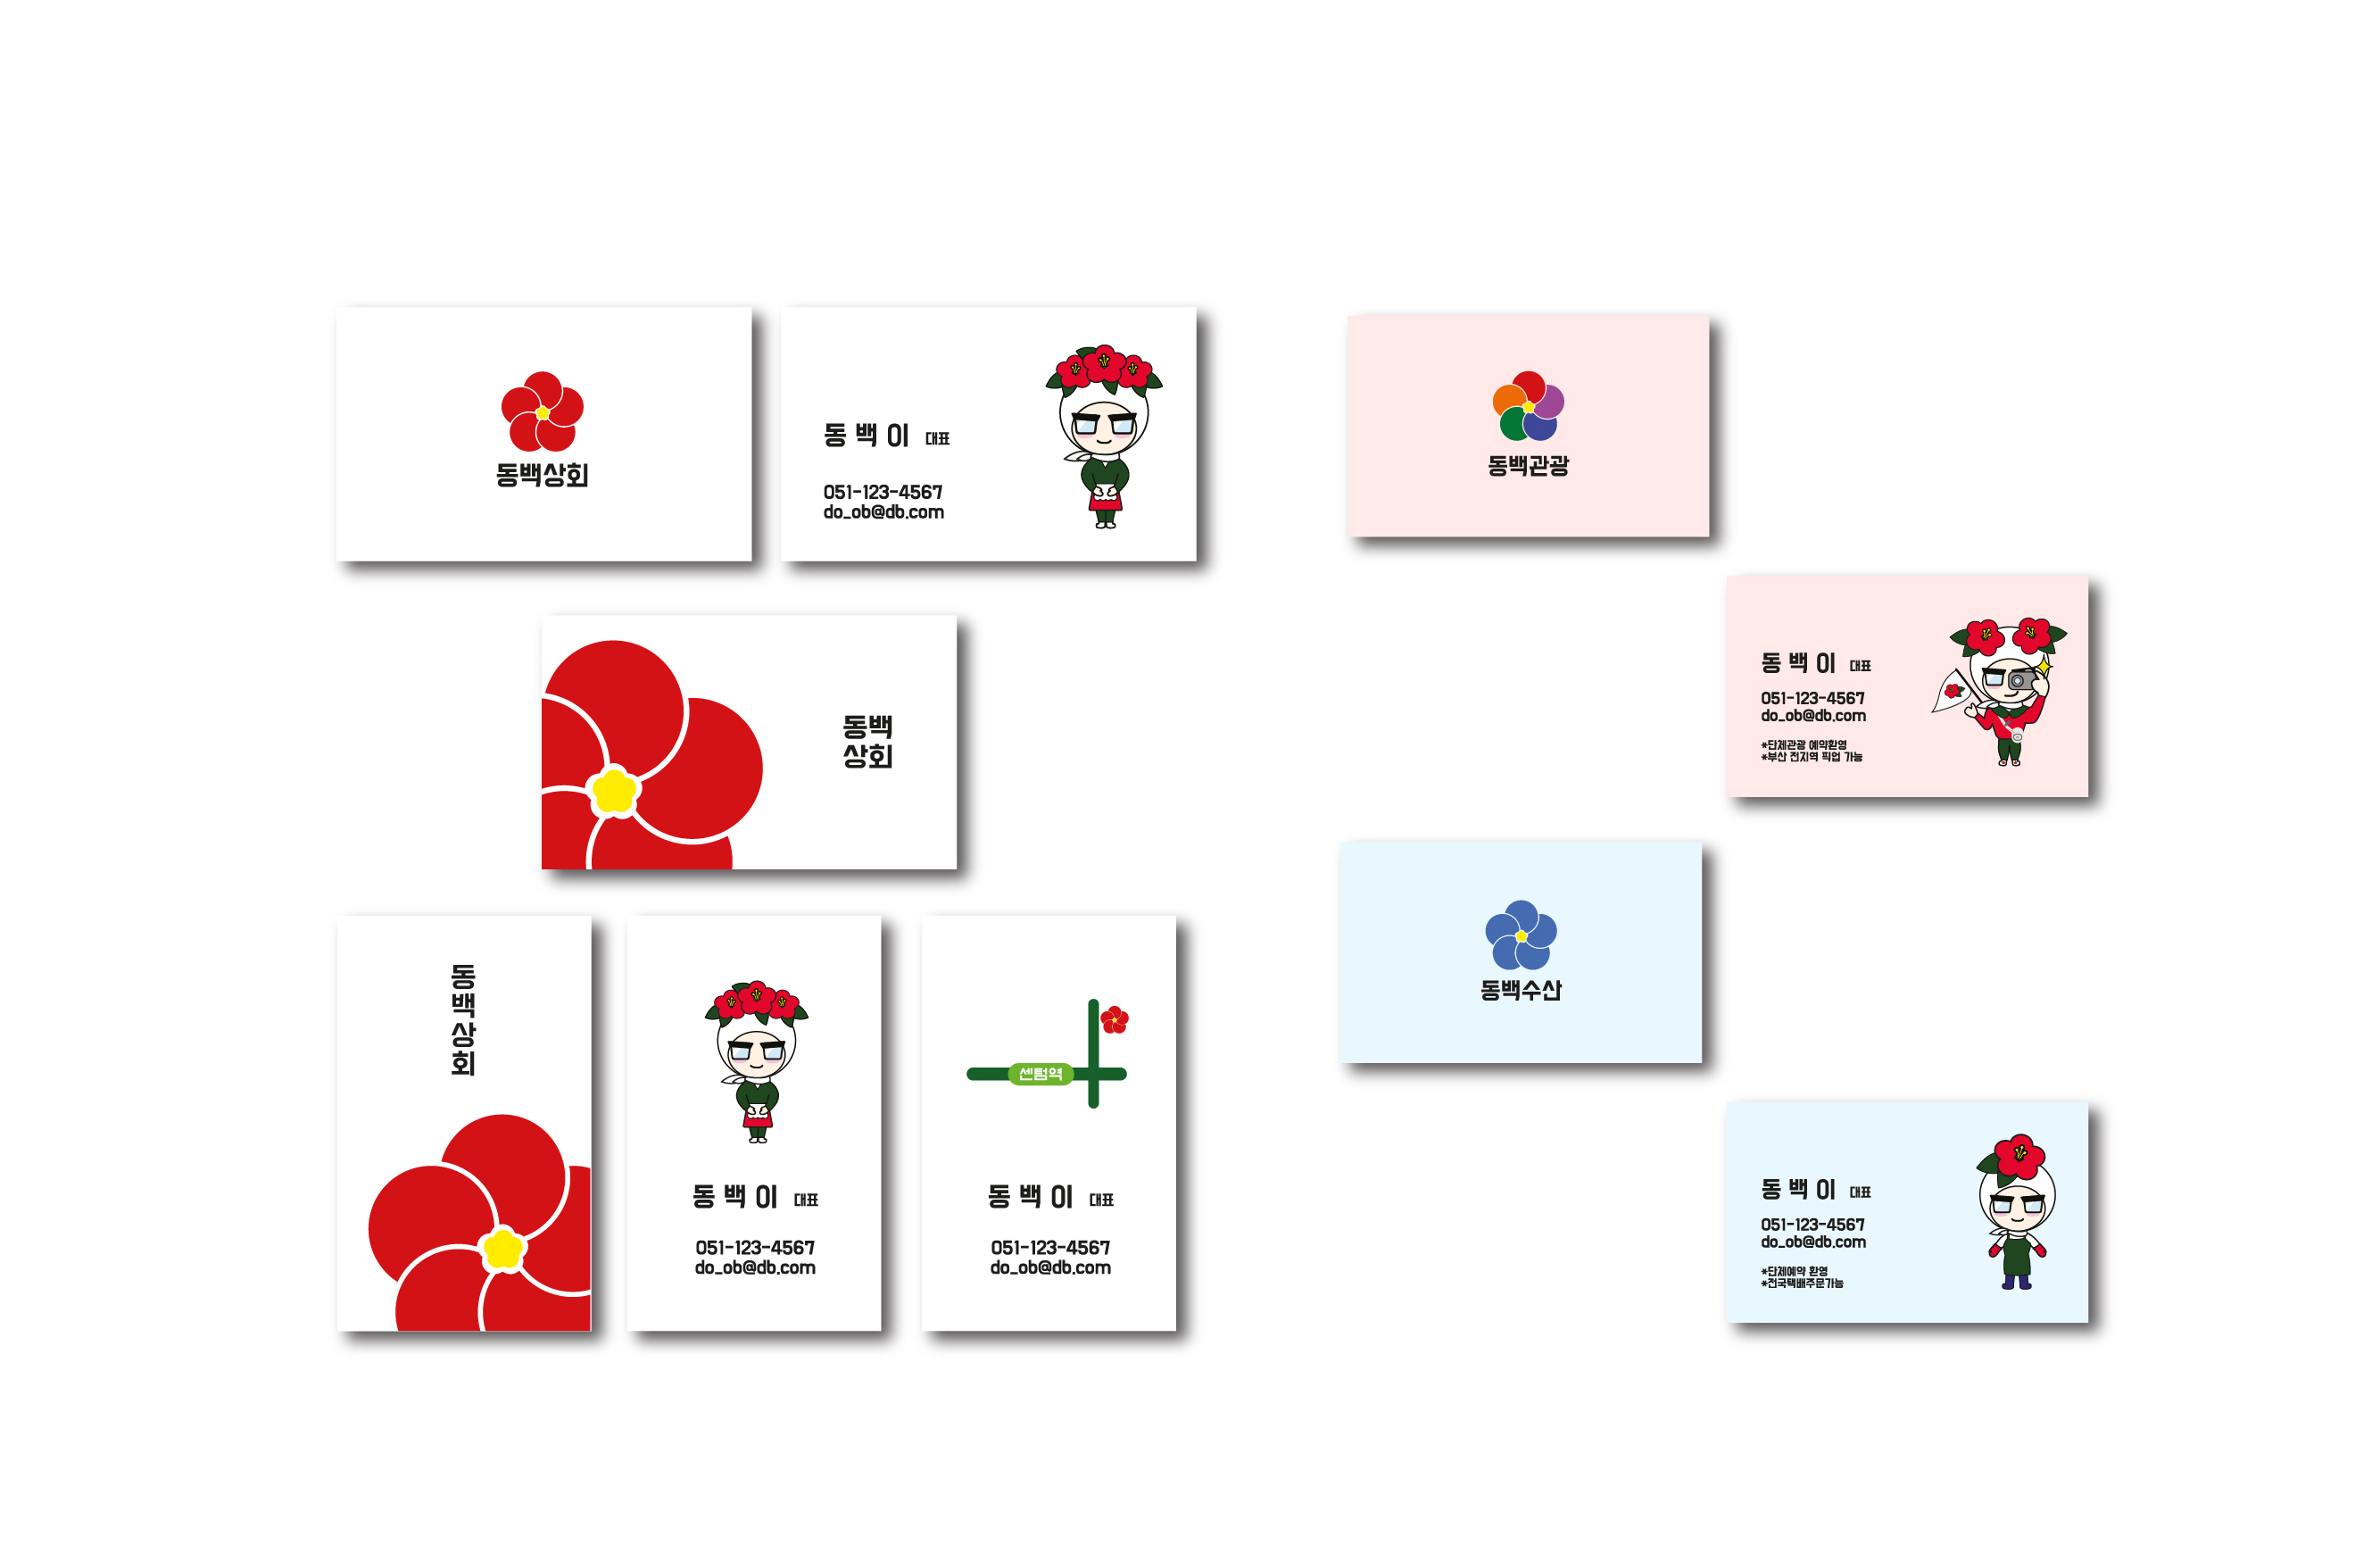 동백상회
동 백 이 대표
051-123-4567
do_ob@db.com
동백
상회
동
백
상
회
동 백 이 대표
051-123-4567
do_ob@db.com
센텀역
동 백 이 대표
051-123-4567
do_ob@db.com
동백관광
동 백 이 대표
051-123-4567
do_ob@db.com
*단체관광 예약환영
*부산 전지역 픽업 가능
동백수산
동 백 이 대표
051-123-4567
do_ob@db.com
*단체예약 환영
*전국택배주문가능